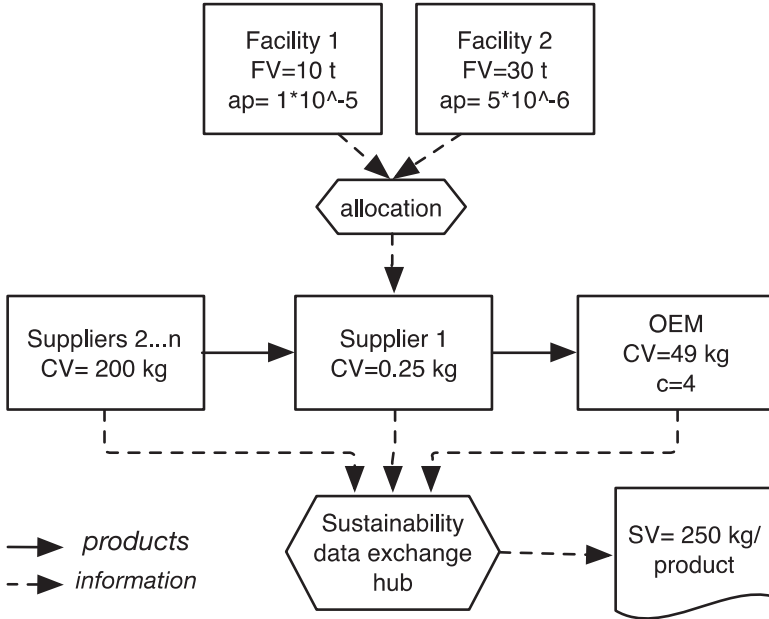 Facility 1
FV=10 t
ap= 1*10^-5
Facility 2
FV=30 t
ap= 5*10^-6
allocation
Suppliers 2...n
CV= 200 kg
Supplier 1
CV=0.25 kg
OEM
CV=49 kg
c=4
Sustainability
data exchange
hub
SV= 250 kg/
product
products
information